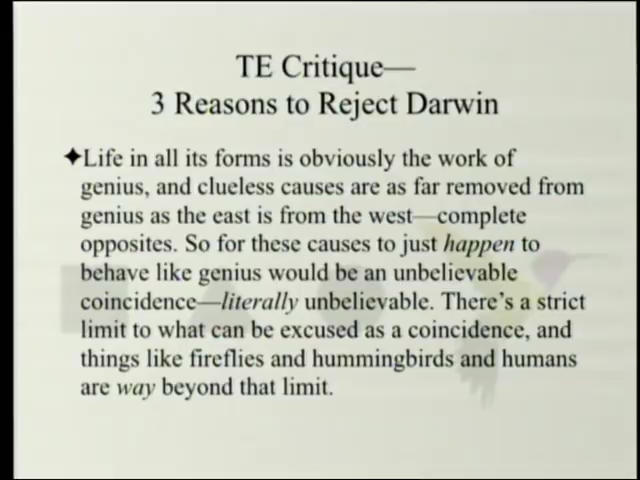 TE Critique—
3 Reasons to Reject Darwin
✦Life in all its forms is obviously the work of
genius, and clueless causes are as far removed from
genius as the east is from the west—complete
opposites. So for these causes to just happen to
behave like genius would be an unbelievable
coincidence—literally unbelievable. There's a strict
limit to what can be excused as a coincidence, and
things like fireflies and hummingbirds and humans
are way beyond that limit.